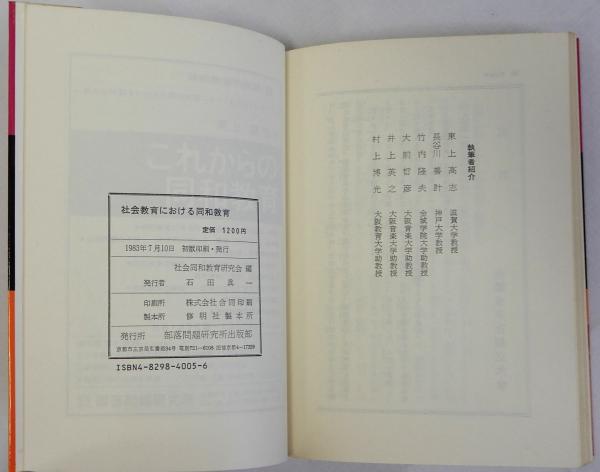 執筆者紹介
東上高志 滋賀大学教授
長谷川善計 神戸大学教授
竹内隆夫 金城学院大学助教授
大前哲彦 大阪音楽大学助教授
井上英之 大阪音楽大学助教授
村上博光 大阪教育大学助教授
社会教育における同和教育
定価 1200円
1983年7月10日 初版印刷・発行
社会同和教育研究会 編
発行者 石田真一
印刷所 株式会社合同印刷
製本所 修明社製本所
発行所 部落問題研究所出版部
ISBN4-8298-4005-6